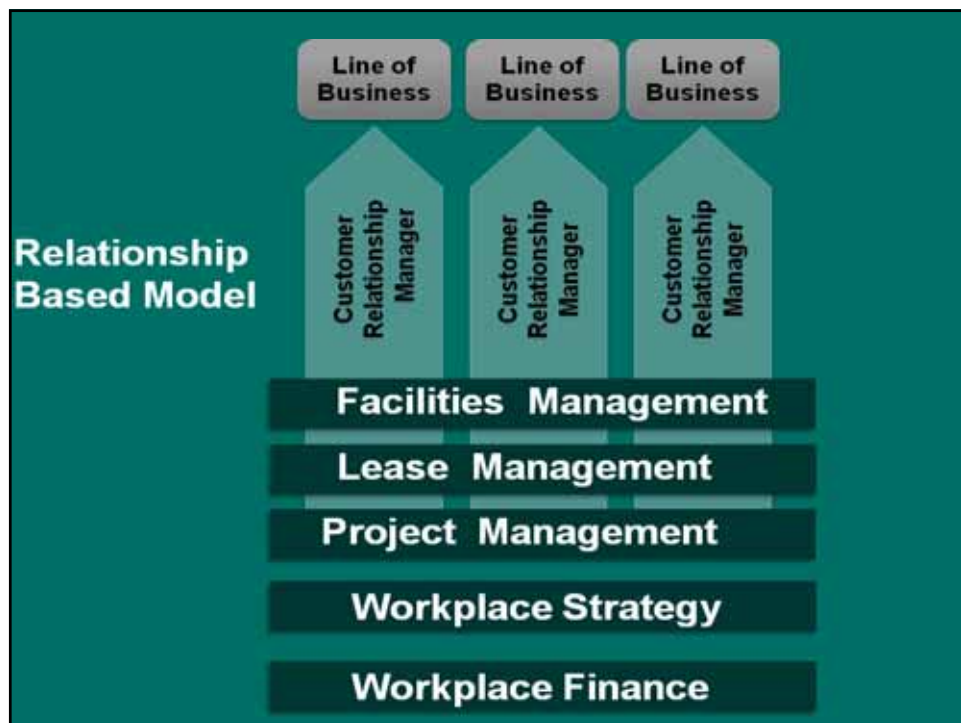 Line of
Business
Line of
Business
Line of
Business
Relationship
Based Model
Customer
Relationship
Manager
Customer
Relationship
Manager
Customer
Relationship
Manager
Facilities Management
Lease Management
Project Management
Workplace Strategy
Workplace Finance